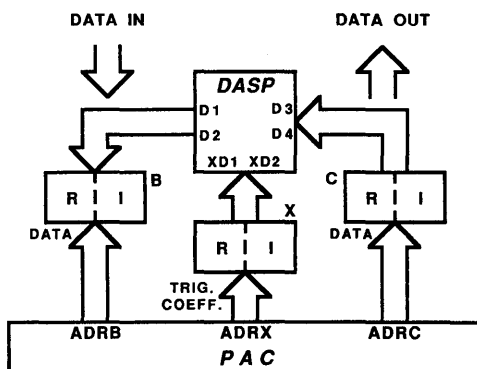 DATA IN
DATA OUT
DASP
D1
D3
D2
D4
XD1 XD2
B
C
R I
R I
X
DATA
R I
DATA
TRIG.
COEFF.
ADRB
ADRX
ADRC
PAC